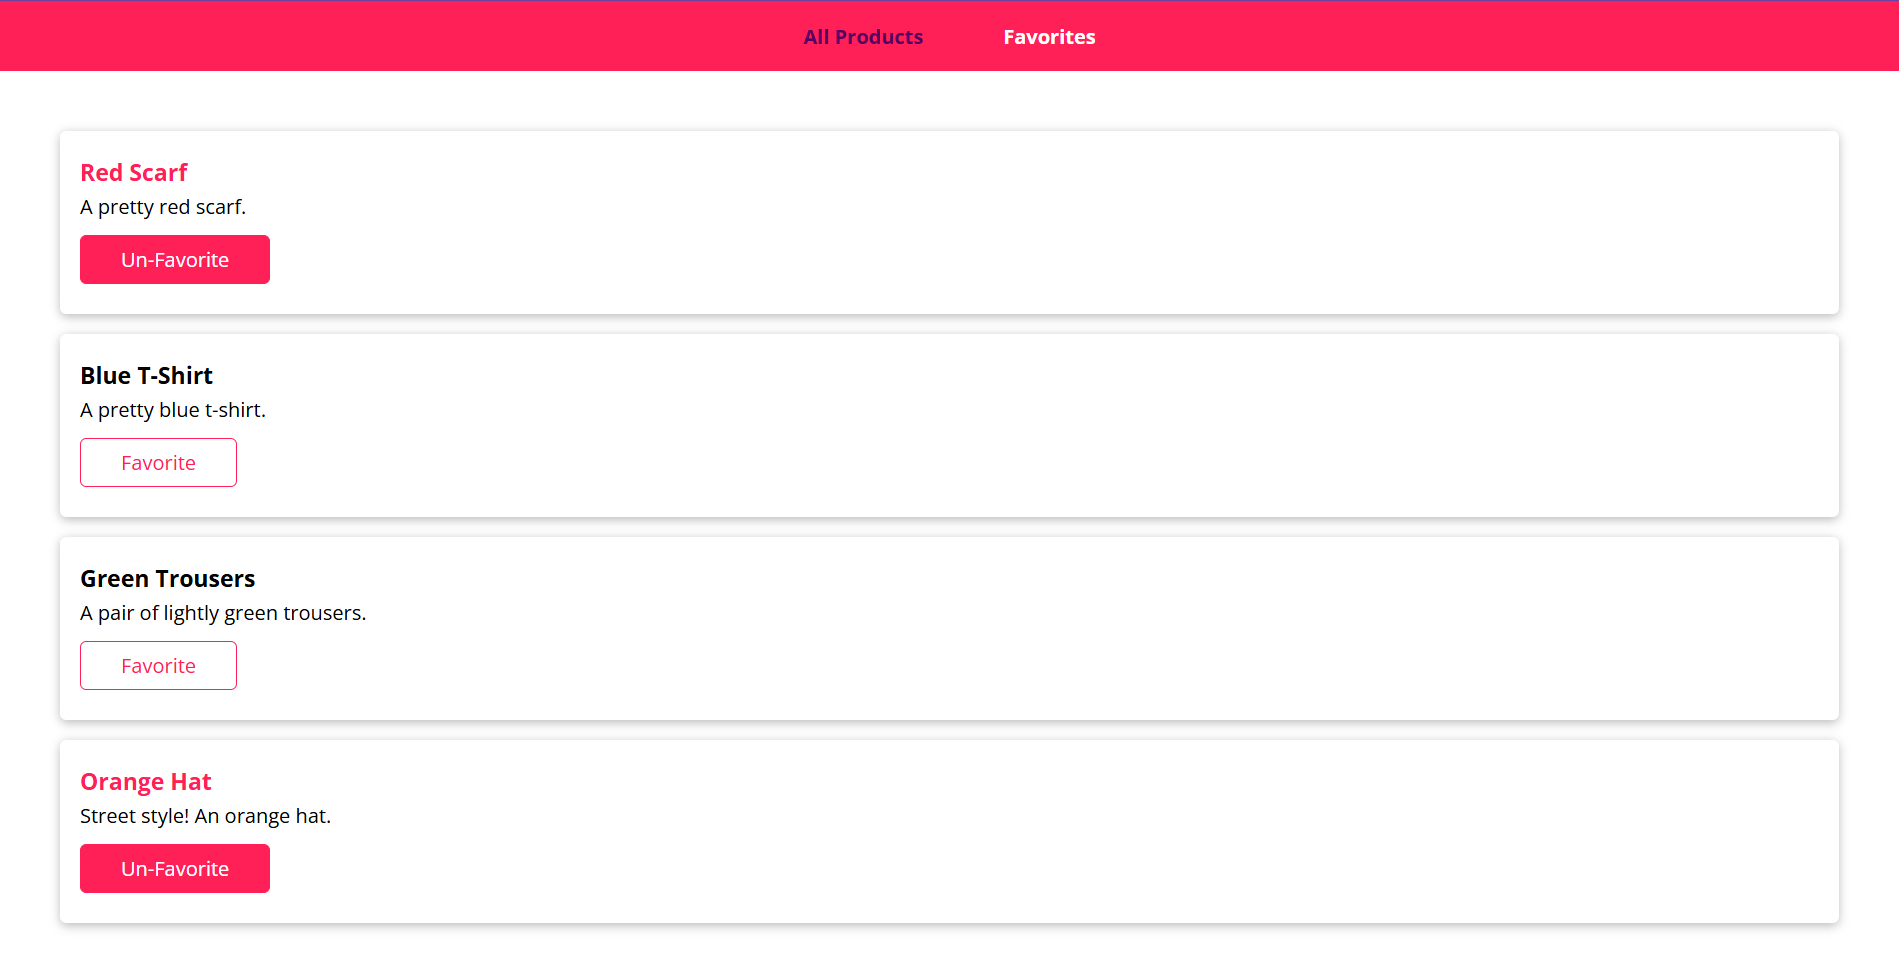 All Products Favorites
Red Scarf
A pretty red scarf.
Un-Favorite
Blue T-Shirt
A pretty blue t-shirt.
Favorite
Green Trousers
A pair of lightly green trousers.
Favorite
Orange Hat
Street style! An orange hat.
Un-Favorite